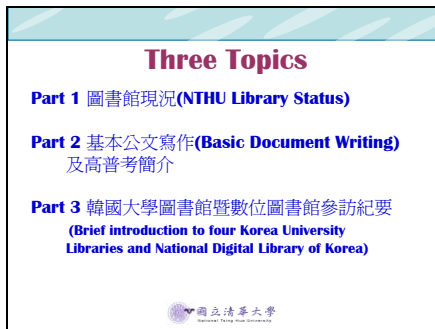 Three Topics
Part 1 圖書館現況(NTHU Library Status)
Part 2 基本公文寫作(Basic Document Writing)
及高普考簡介
Part 3 韓國大學圖書館暨數位圖書館參訪紀要
(Brief introduction to four Korea University
Libraries and National Digital Library of Korea)
國立清華大學
National Tsing Hua University